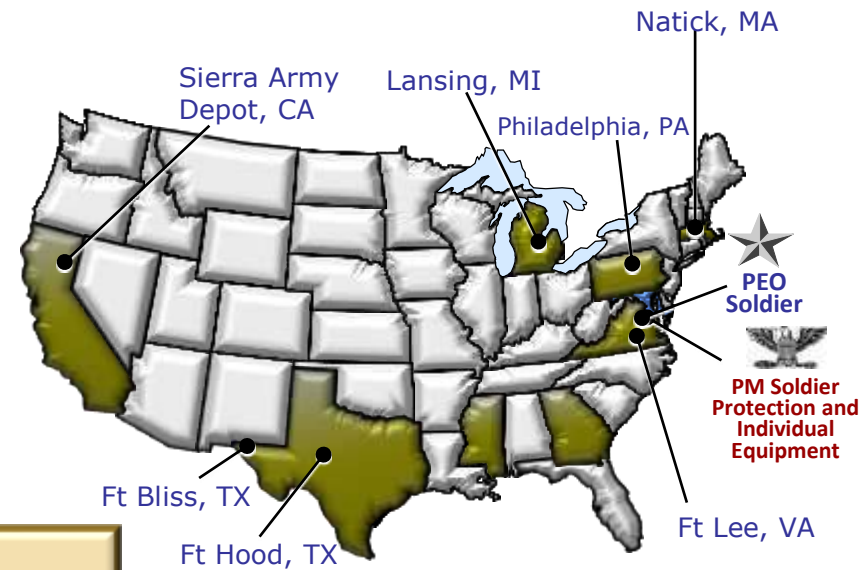 Natick, MA
Sierra Army
Depot, CA
Lansing, MI
Philadelphia, PA
PEO
Soldier
PM Soldier
Protection and
Individual
Equipment
Ft Bliss, TX
Ft Lee, VA
Ft Hood, TX